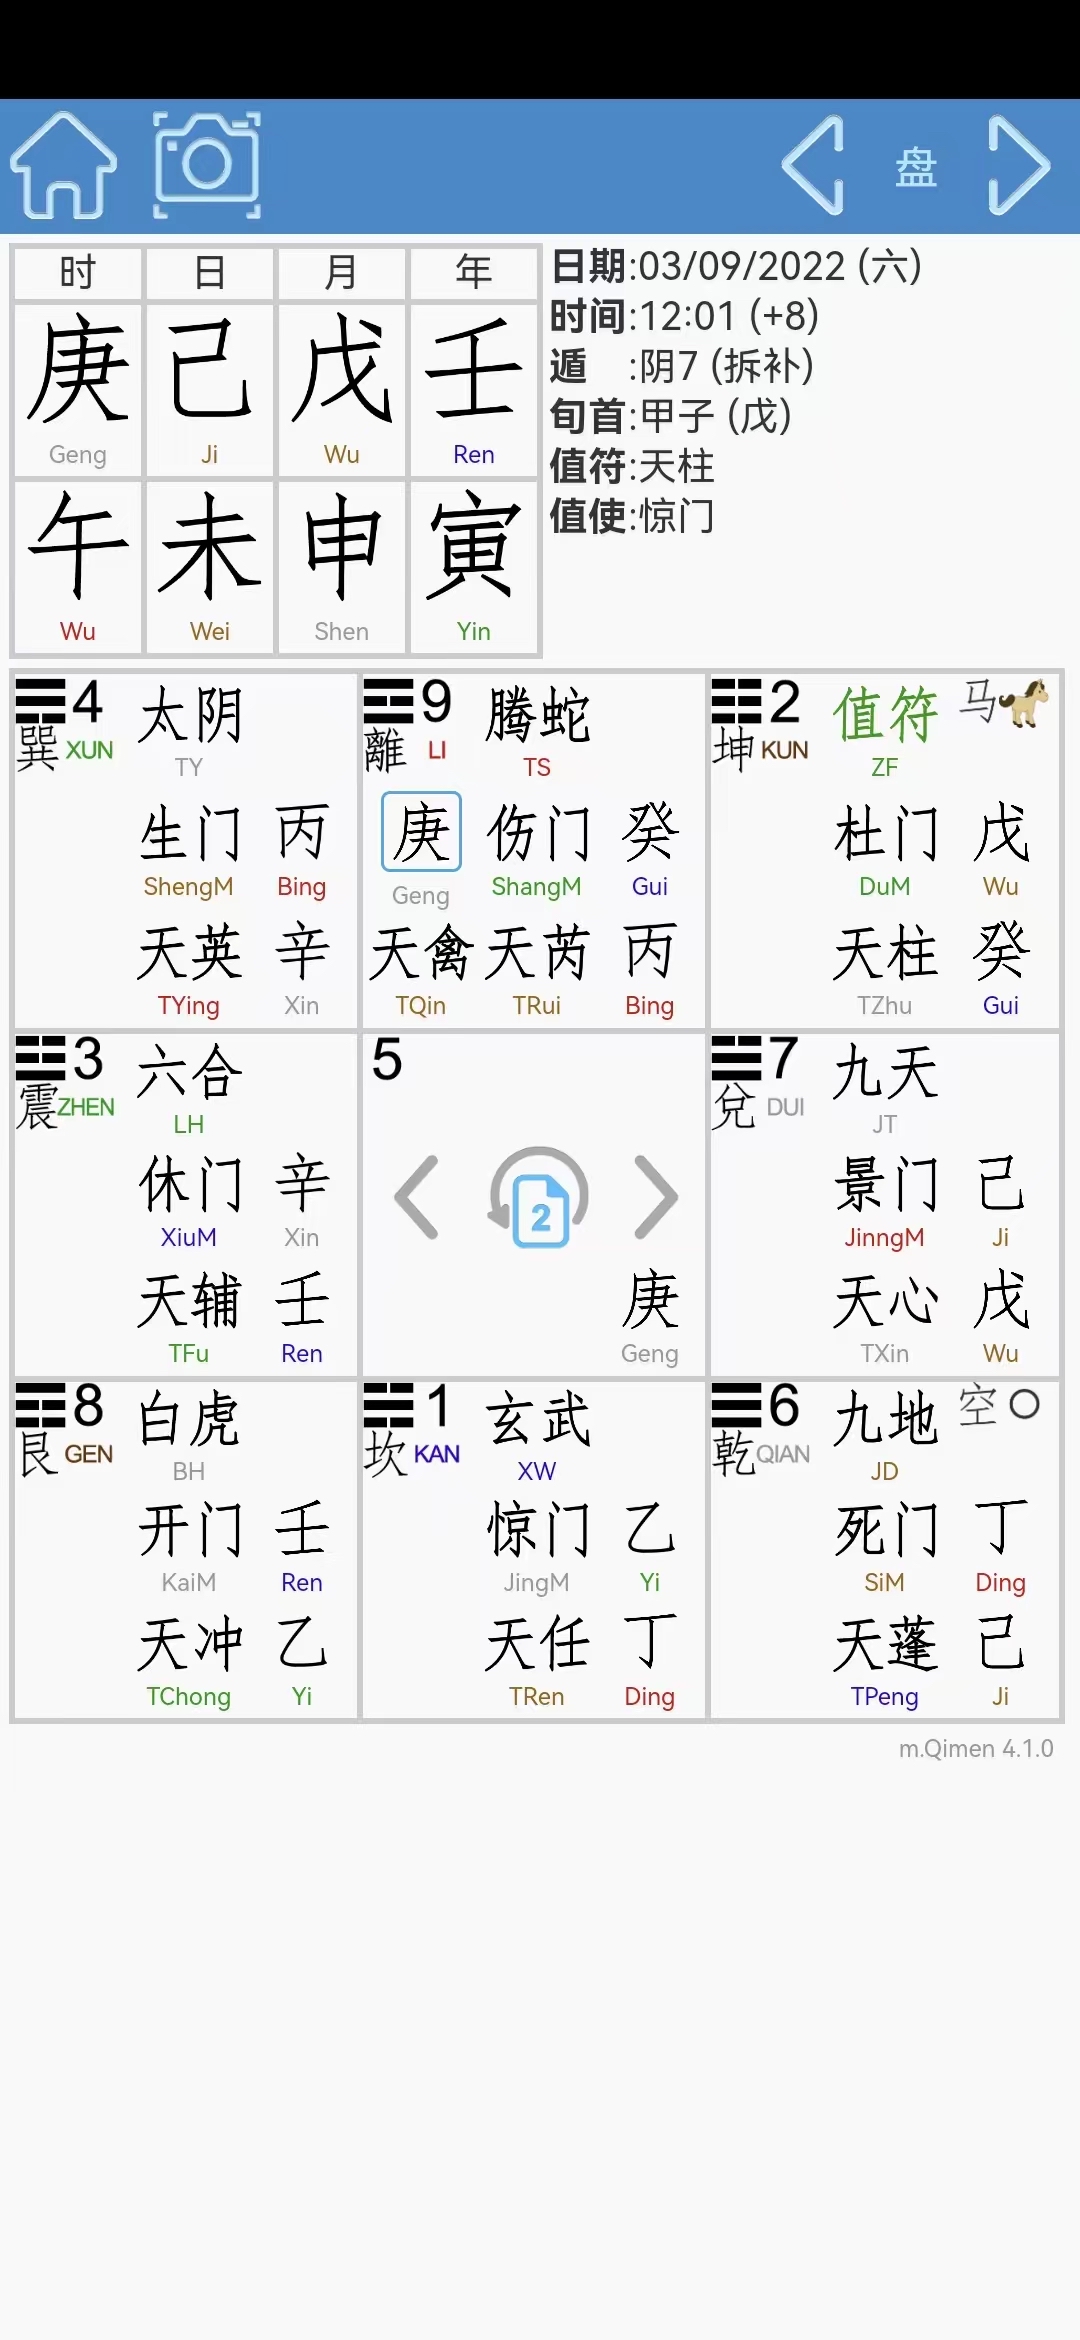 盘
时 日 月 年
庚 己 戊 壬
Geng Ji Wu Ren
午 未 申 寅
Wu Wei Shen Yin
日期:03/09/2022 (六)
时间:12:01 (+8)
遁 :阴7 (拆补)
旬首:甲子 (戊)
值符:天柱
值使:惊门
4 太阴
巽 XUN
TY
生门 丙
ShengM Bing
天英 辛
TYing Xin
9 腾蛇
離 LI
TS
庚 伤门 癸
Geng ShangM Gui
天禽 天芮 丙
TQin TRui Bing
2 值符 马
坤 KUN
ZF
杜门 戊
DuM Wu
天柱 癸
TZhu Gui
3 六合
震 ZHEN
LH
休门 辛
XiuM Xin
天辅 壬
TFu Ren
5
2
庚
Geng
7 九天
兌 DUI
JT
景门 己
JinngM Ji
天心 戊
TXin Wu
8 白虎
艮 GEN
BH
开门 壬
KaiM Ren
天冲 乙
TChong Yi
1 玄武
坎 KAN
XW
惊门 乙
JingM Yi
天任 丁
TRen Ding
6 九地 空
乾 QIAN
JD
死门 丁
SiM Ding
天蓬 己
TPeng Ji
m.Qimen 4.1.0